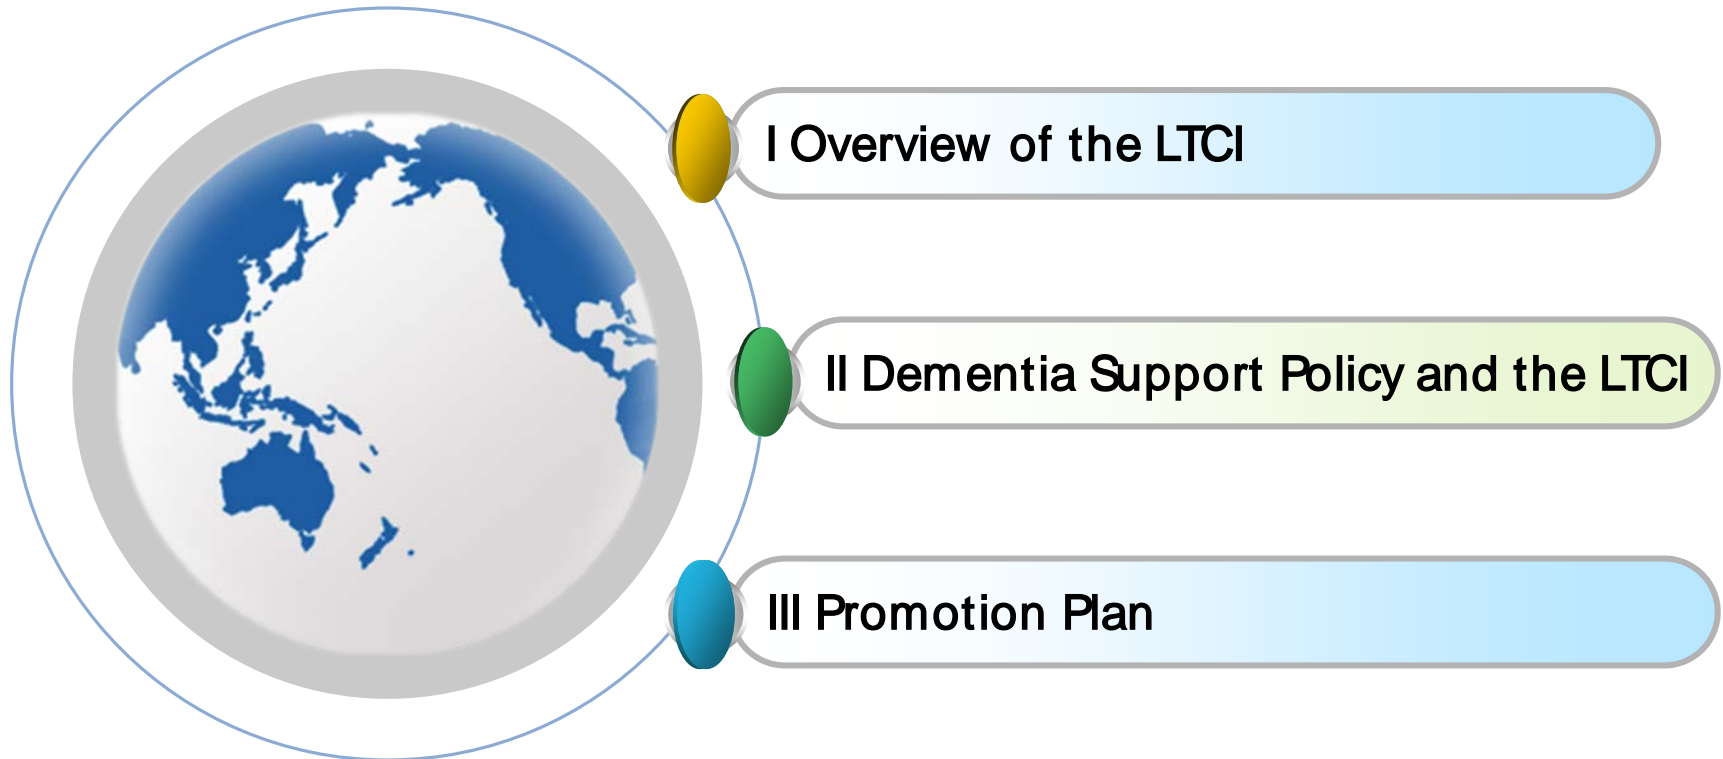 I Overview of the LTCI
II Dementia Support Policy and the LTCI
III Promotion Plan